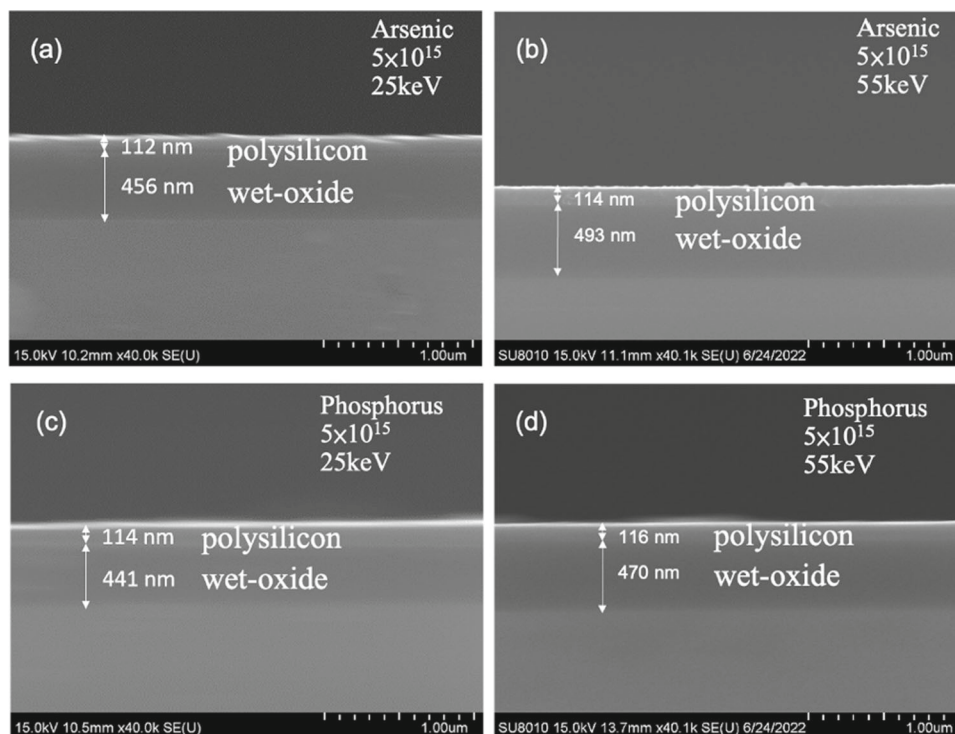 (a)
Arsenic
5×10¹⁵
25keV
112 nm polysilicon
456 nm wet-oxide
15.0kV 10.2mm x40.0k SE(U) 1.00um
(b)
Arsenic
5×10¹⁵
55keV
114 nm polysilicon
493 nm wet-oxide
SU8010 15.0kV 11.1mm x40.1k SE(U) 6/24/2022 1.00um
(c)
Phosphorus
5×10¹⁵
25keV
114 nm polysilicon
441 nm wet-oxide
15.0kV 10.5mm x40.0k SE(U) 1.00um
(d)
Phosphorus
5×10¹⁵
55keV
116 nm polysilicon
470 nm wet-oxide
SU8010 15.0kV 13.7mm x40.1k SE(U) 6/24/2022 1.00um